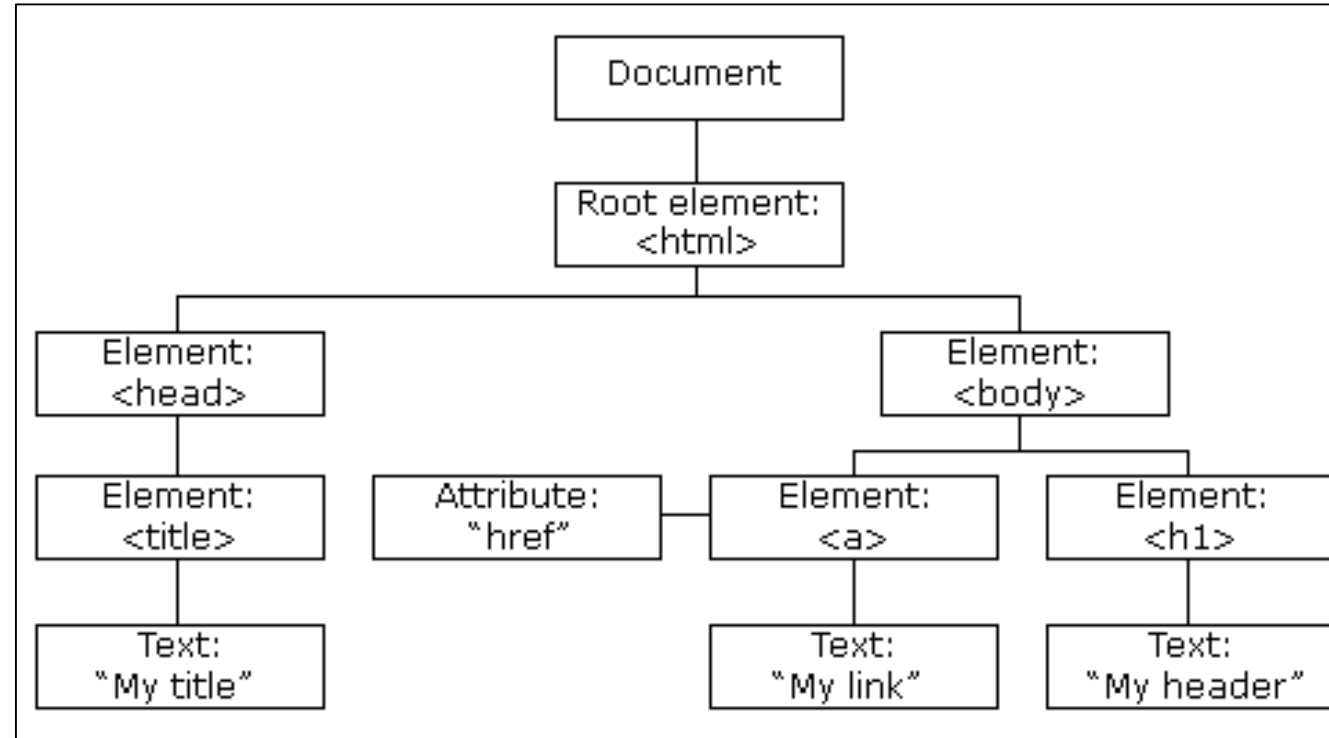 Document
Root element:
<html>
Element:
<head>
Element:
<body>
Element:
<title>
Attribute:
“href”
Element:
<a>
Element:
<h1>
Text:
“My title”
Text:
“My link”
Text:
“My header”